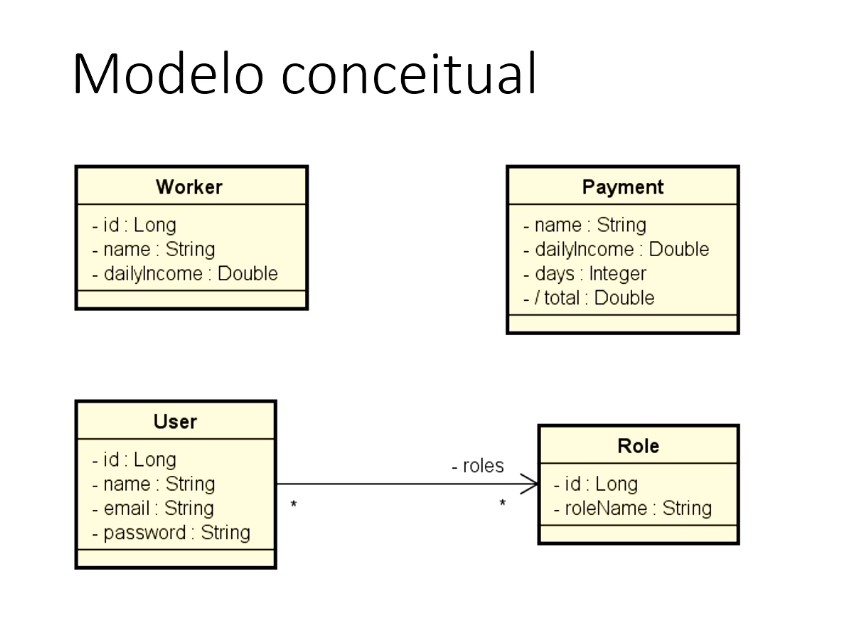 Modelo conceitual
Worker
- id : Long
- name : String
- dailyIncome : Double
Payment
- name : String
- dailyIncome : Double
- days : Integer
- / total : Double
User
- id : Long
- name : String
- email : String
- password : String
- roles
*
*
Role
- id : Long
- roleName : String